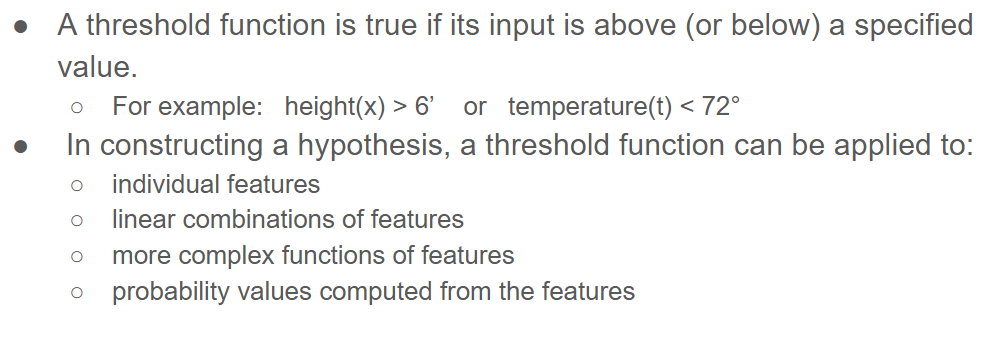 ● A threshold function is true if its input is above (or below) a specified
value.
○ For example: height(x) > 6’ or temperature(t) < 72°
● In constructing a hypothesis, a threshold function can be applied to:
○ individual features
○ linear combinations of features
○ more complex functions of features
○ probability values computed from the features